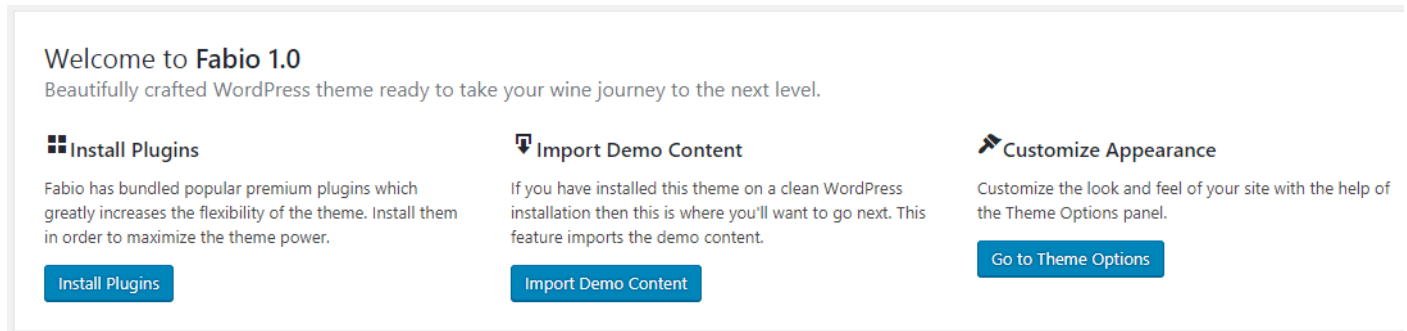 Welcome to Fabio 1.0
Beautifully crafted WordPress theme ready to take your wine journey to the next level.
Install Plugins
Fabio has bundled popular premium plugins which
greatly increases the flexibility of the theme. Install them
in order to maximize the theme power.
Install Plugins
Import Demo Content
If you have installed this theme on a clean WordPress
installation then this is where you'll want to go next. This
feature imports the demo content.
Import Demo Content
Customize Appearance
Customize the look and feel of your site with the help of
the Theme Options panel.
Go to Theme Options